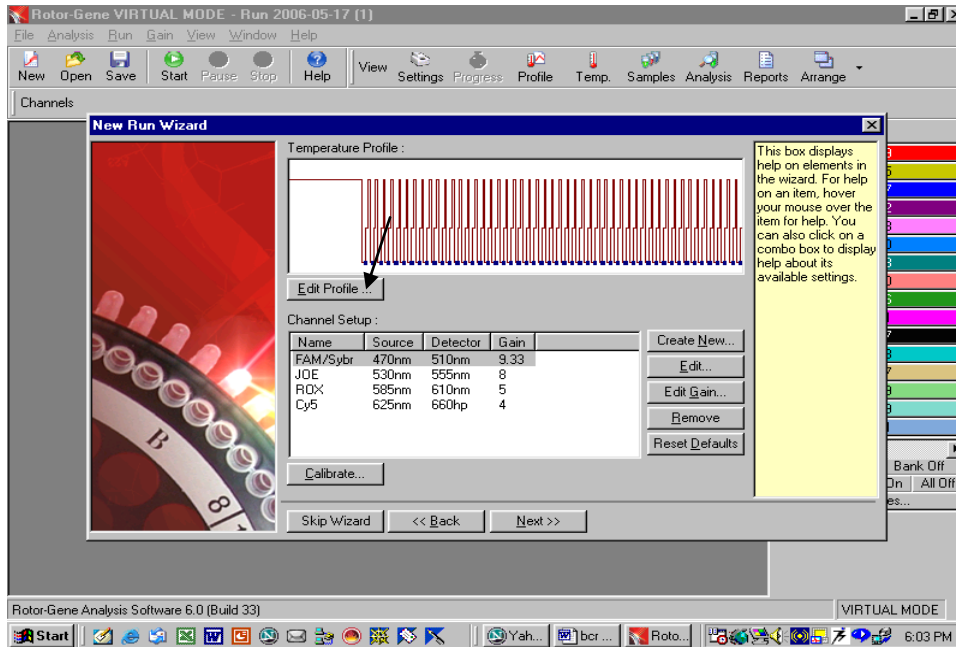 Rotor-Gene VIRTUAL MODE - Run 2006-05-17 (1)
File Analysis Run Gain View Window Help
New Open Save Start Pause Stop Help View Settings Progress Profile Temp. Samples Analysis Reports Arrange
Channels
New Run Wizard
Temperature Profile :
Edit Profile ...
Channel Setup :
Name Source Detector Gain
FAM/Sybr 470nm 510nm 9.33
JOE 530nm 555nm 8
ROX 585nm 610nm 5
Cy5 625nm 660hp 4
Create New...
Edit...
Edit Gain...
Remove
Reset Defaults
Calibrate...
Skip Wizard << Back Next >>
This box displays
help on elements in
the wizard. For help
on an item, hover
your mouse over the
item for help. You
can also click on a
combo box to display
help about its
available settings.
B
8
Bank Off
On All Off
es...
Rotor-Gene Analysis Software 6.0 (Build 33) VIRTUAL MODE
Start Yah... bcr ... Roto... 6:03 PM